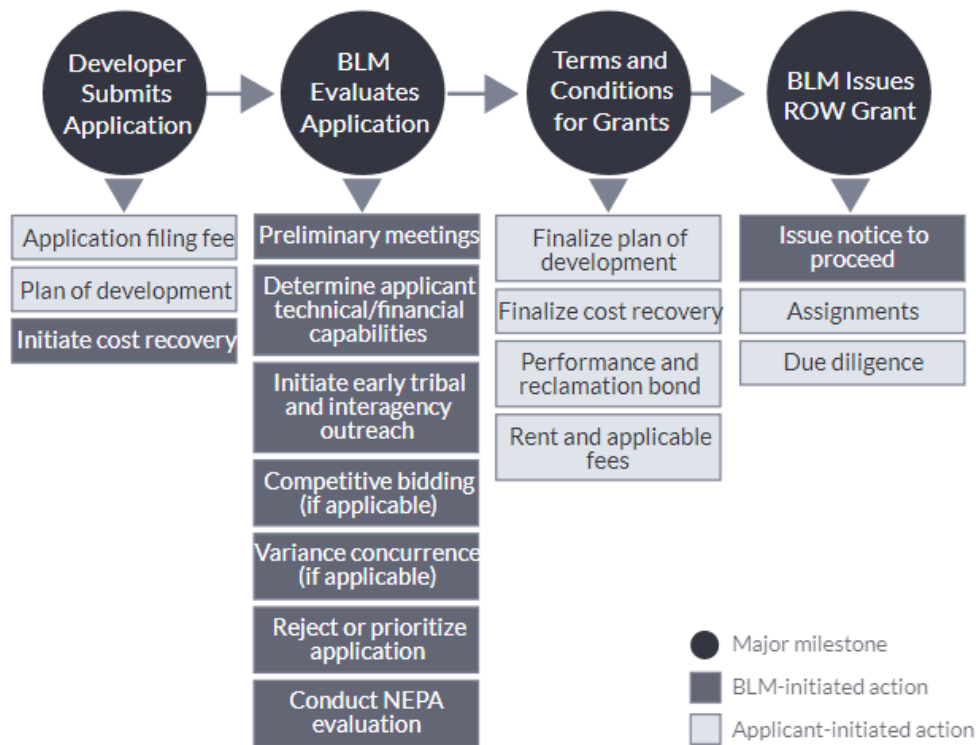 Developer
Submits
Application
BLM
Evaluates
Application
Terms and
Conditions
for Grants
BLM Issues
ROW Grant
Application filing fee
Plan of development
Initiate cost recovery
Preliminary meetings
Determine applicant
technical/financial
capabilities
Initiate early tribal
and interagency
outreach
Competitive bidding
(if applicable)
Variance concurrence
(if applicable)
Reject or prioritize
application
Conduct NEPA
evaluation
Finalize plan of
development
Finalize cost recovery
Performance and
reclamation bond
Rent and applicable
fees
Issue notice to
proceed
Assignments
Due diligence
Major milestone
BLM-initiated action
Applicant-initiated action